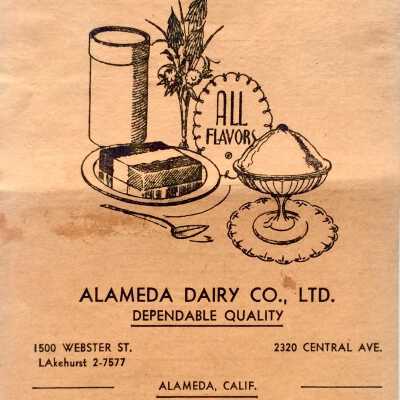 ALL
FLAVORS
ALAMEDA DAIRY CO., LTD.
DEPENDABLE QUALITY
1500 WEBSTER ST.
2320 CENTRAL AVE.
LAkehurst 2-7577
ALAMEDA, CALIF.